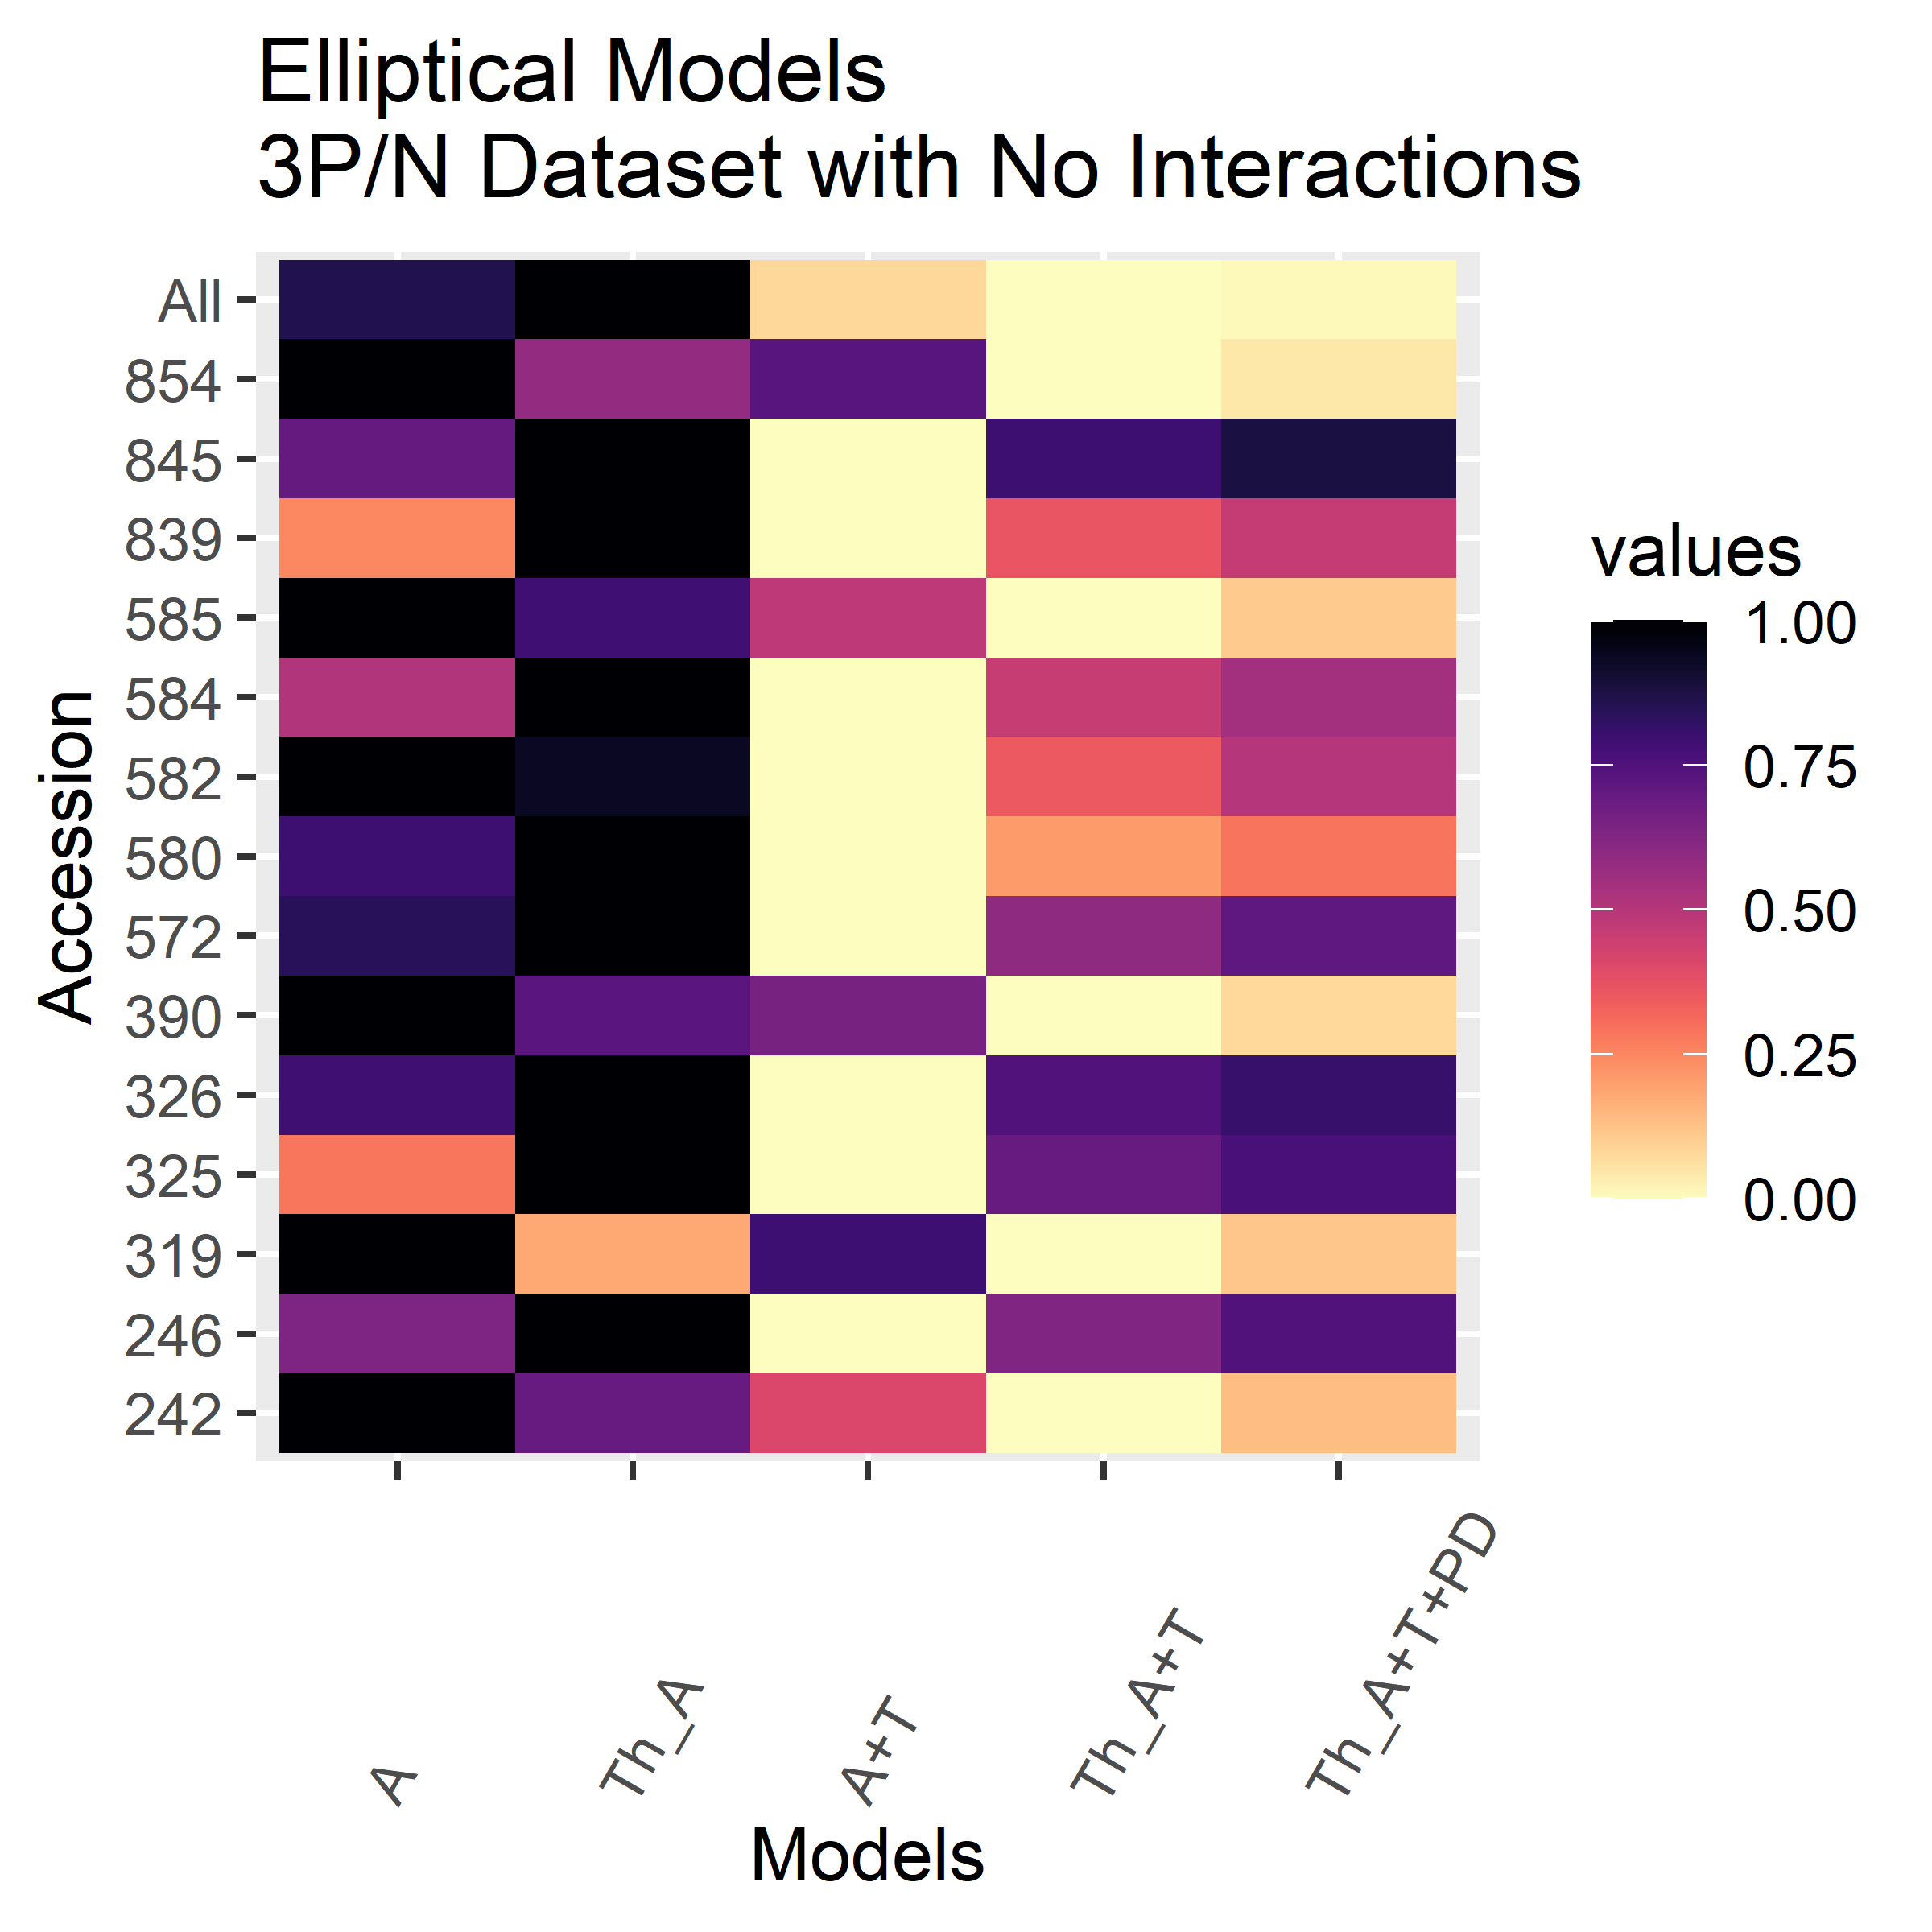 Elliptical Models
3P/N Dataset with No Interactions
All
854
845
839
585
584
582
580
572
390
326
325
319
246
242
Accession
A
Th_A
A+T
Th_A+T
Th_A+T+PD
Models
values
1.00
0.75
0.50
0.25
0.00